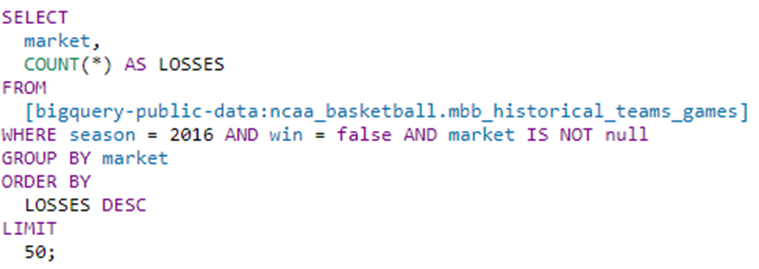 SELECT
  market,
  COUNT(*) AS LOSSES
FROM
  [bigquery-public-data:ncaa_basketball.mbb_historical_teams_games]
WHERE season = 2016 AND win = false AND market IS NOT null
GROUP BY market
ORDER BY
  LOSSES DESC
LIMIT
  50;